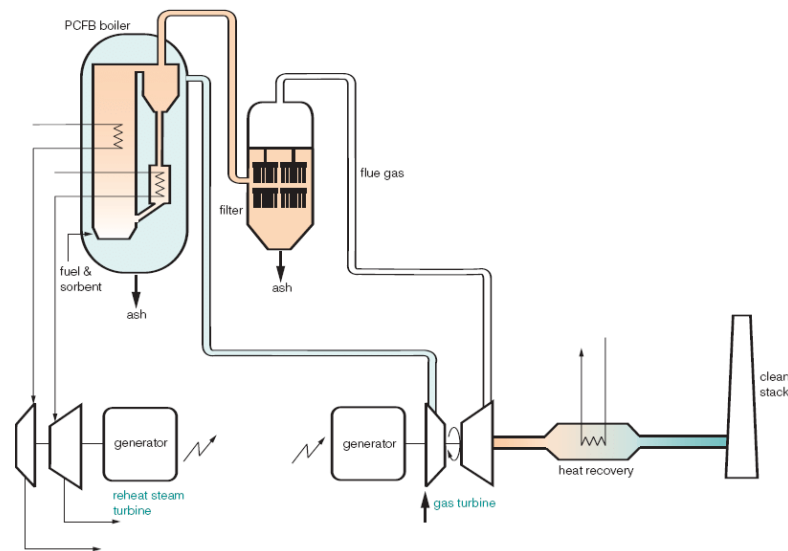 PCFB boiler
flue gas
filter
fuel &
sorbent
ash
ash
clean
stack
generator
generator
heat recovery
reheat steam
turbine
gas turbine